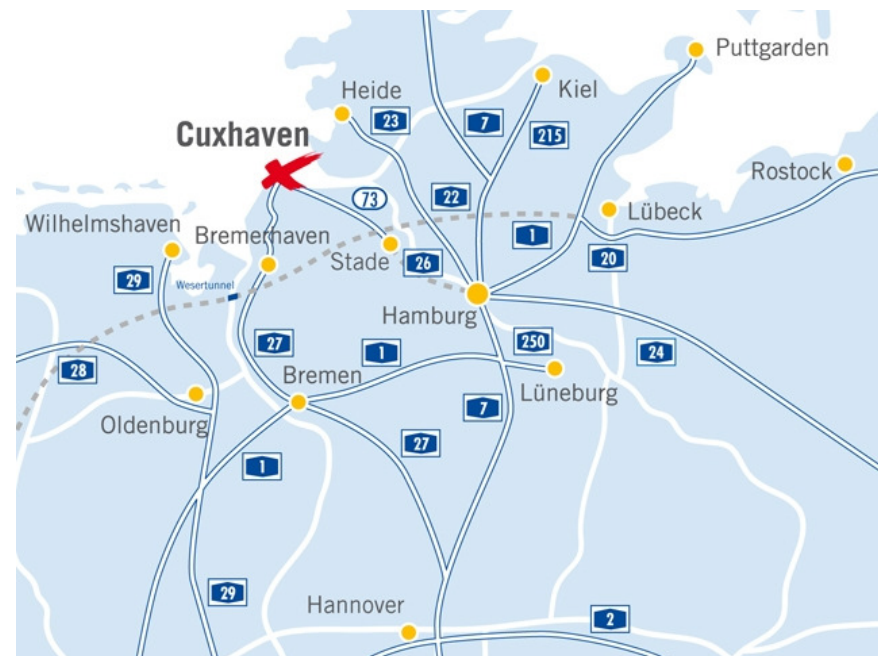 Puttgarden
Kiel
Heide
23
7
215
Cuxhaven
Rostock
73
22
Lübeck
Wilhelmshaven
Bremerhaven
1
20
Stade
26
29
Wesertunnel
Hamburg
250
27
1
24
28
Bremen
Lüneburg
7
Oldenburg
27
1
29
Hannover
2